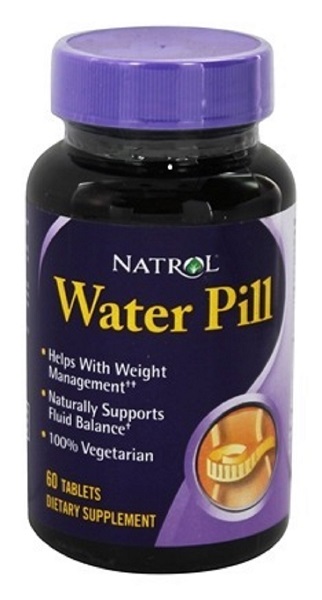 NATROL
Water Pill
• Helps With Weight
Management††
• Naturally Supports
Fluid Balance†
• 100% Vegetarian
60 TABLETS
DIETARY SUPPLEMENT